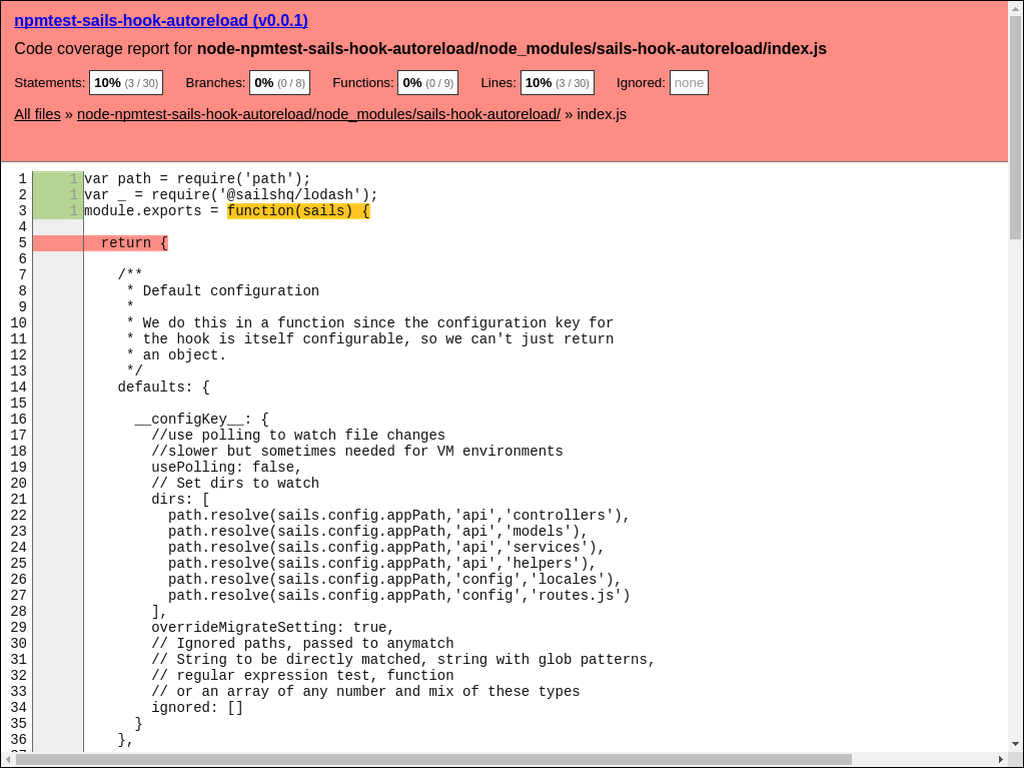 npmtest-sails-hook-autoreload (v0.0.1)
Code coverage report for node-npmtest-sails-hook-autoreload/node_modules/sails-hook-autoreload/index.js
Statements: 10% (3 / 30) Branches: 0% (0 / 8) Functions: 0% (0 / 9) Lines: 10% (3 / 30) Ignored: none
All files » node-npmtest-sails-hook-autoreload/node_modules/sails-hook-autoreload/ » index.js
1 1 var path = require('path');
2 1 var _ = require('@sailshq/lodash');
3 1 module.exports = function(sails) {
4
5 return {
6
7 /**
8 * Default configuration
9 *
10 * We do this in a function since the configuration key for
11 * the hook is itself configurable, so we can't just return
12 * an object.
13 */
14 defaults: {
15
16 __configKey__: {
17 //use polling to watch file changes
18 //slower but sometimes needed for VM environments
19 usePolling: false,
20 // Set dirs to watch
21 dirs: [
22 path.resolve(sails.config.appPath,'api','controllers'),
23 path.resolve(sails.config.appPath,'api','models'),
24 path.resolve(sails.config.appPath,'api','services'),
25 path.resolve(sails.config.appPath,'api','helpers'),
26 path.resolve(sails.config.appPath,'config','locales'),
27 path.resolve(sails.config.appPath,'config','routes.js')
28 ],
29 overrideMigrateSetting: true,
30 // Ignored paths, passed to anymatch
31 // String to be directly matched, string with glob patterns,
32 // regular expression test, function
33 // or an array of any number and mix of these types
34 ignored: []
35 }
36 },